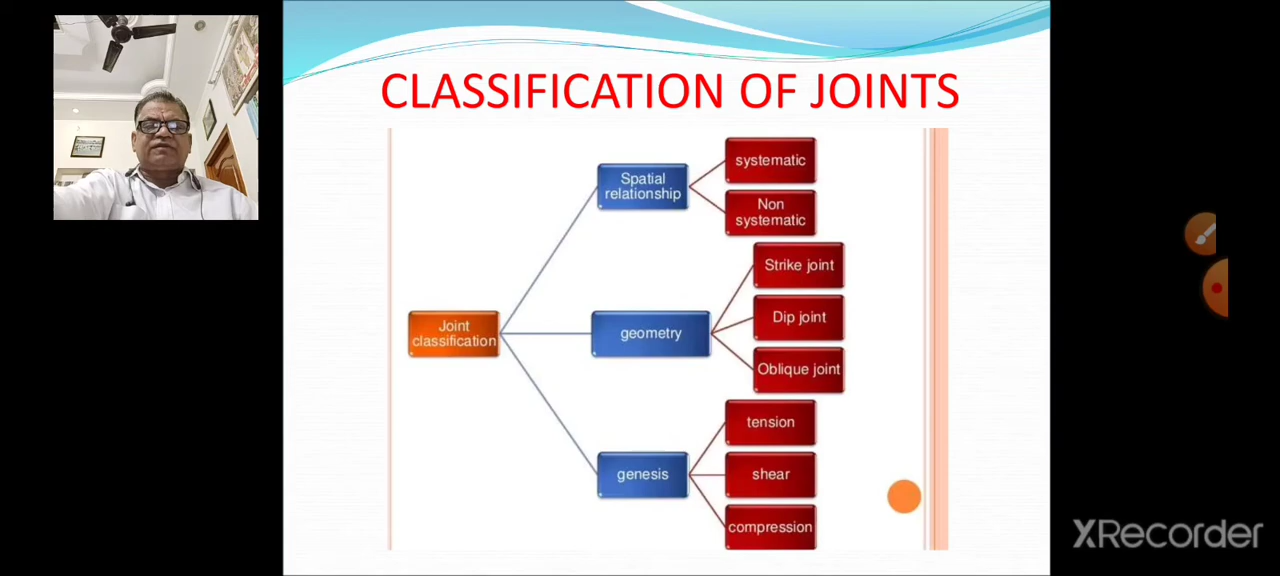 CLASSIFICATION OF JOINTS
Joint
classification
Spatial
relationship
systematic
Non
systematic
geometry
Strike joint
Dip joint
Oblique joint
genesis
tension
shear
compression
XRecorder